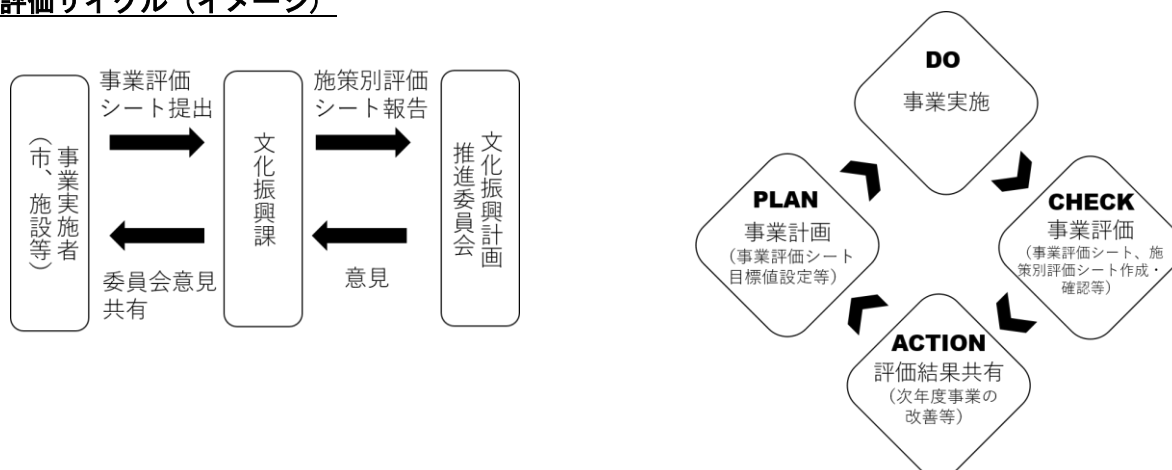 評価サイクル（イメージ）
事業評価
シート提出
施策別評価
シート報告
事業実施者
（市、施設等）
文化振興課
文化振興計画
推進委員会
委員会意見
共有
意見
DO
事業実施
PLAN
事業計画
（事業評価シート
目標値設定等）
CHECK
事業評価
（事業評価シート、施
策別評価シート作成・
確認等）
ACTION
評価結果共有
（次年度事業の
改善等）